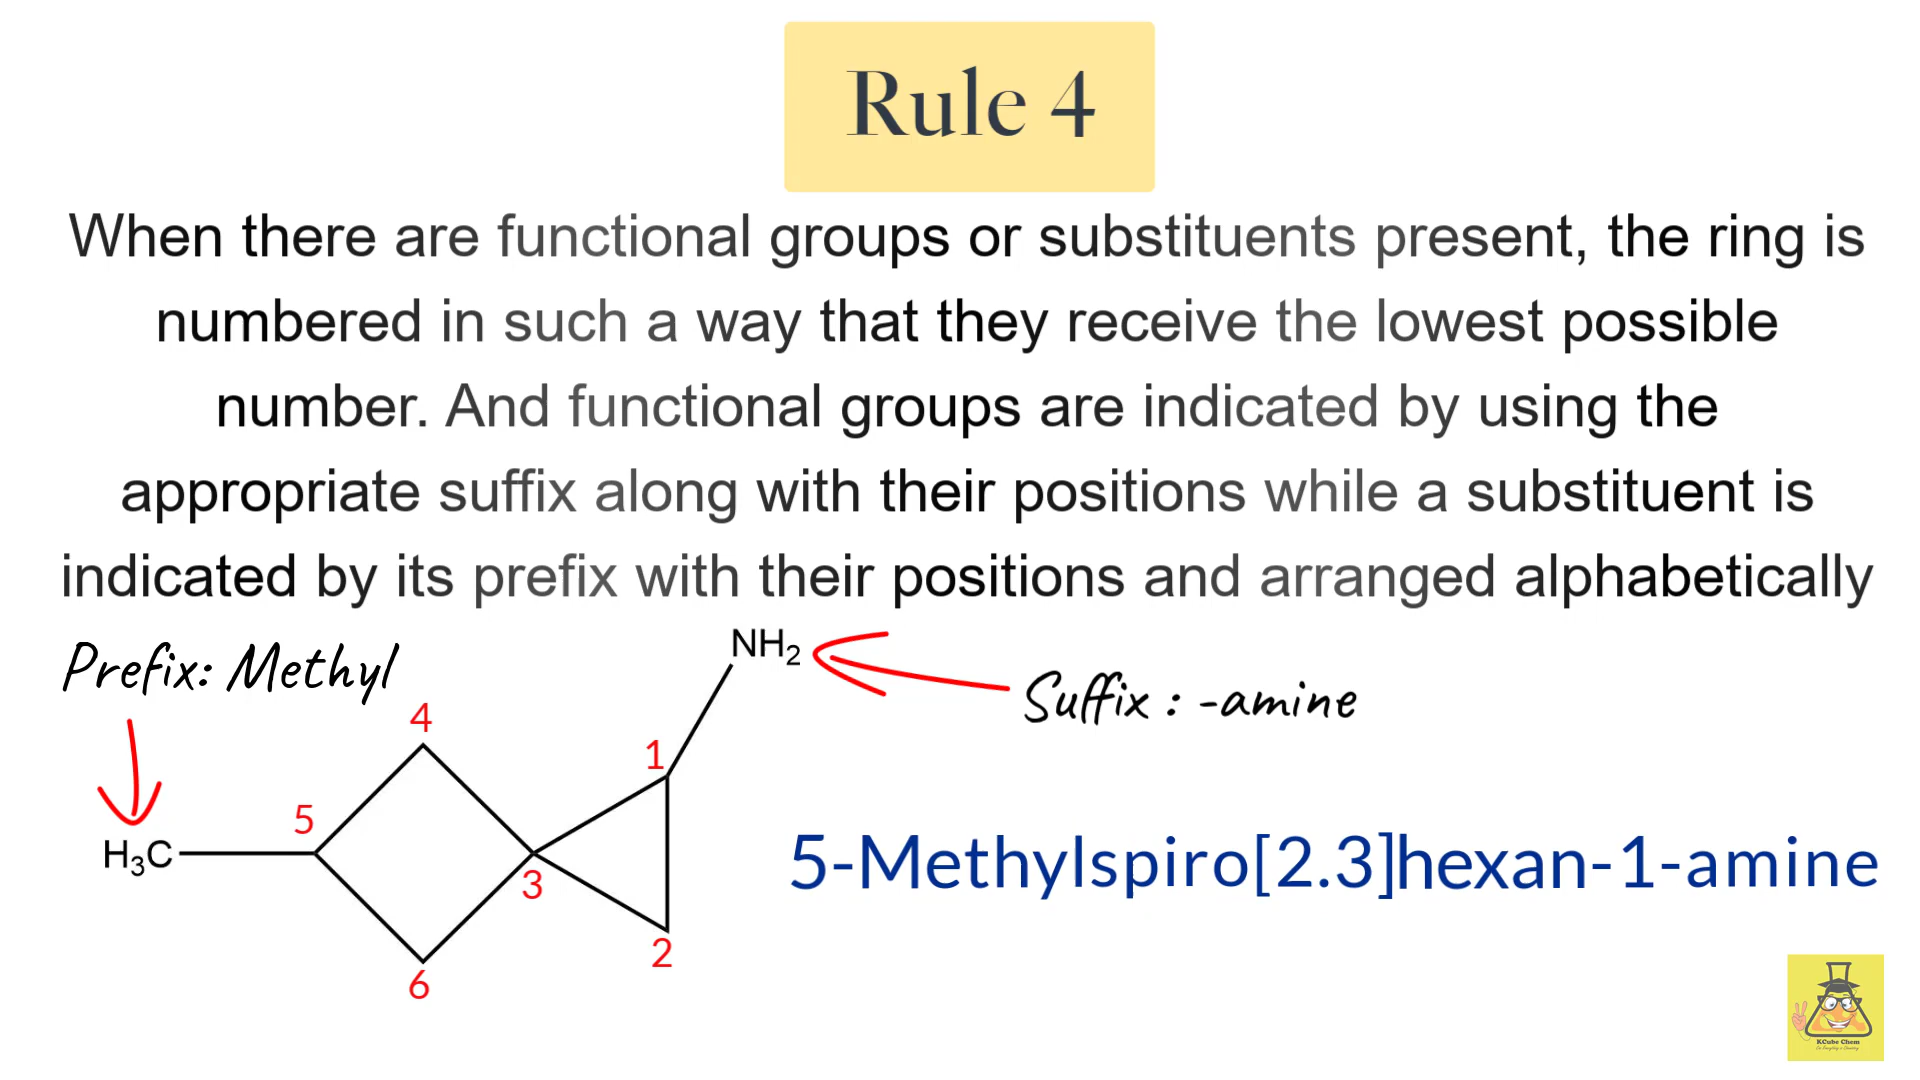 Rule 4
When there are functional groups or substituents present, the ring is
numbered in such a way that they receive the lowest possible
number. And functional groups are indicated by using the
appropriate suffix along with their positions while a substituent is
indicated by its prefix with their positions and arranged alphabetically
Prefix: Methyl
NH₂
Suffix : -amine
4
1
5
H₃C
3
2
6
5-Methylspiro[2.3]hexan-1-amine
KCube Chem